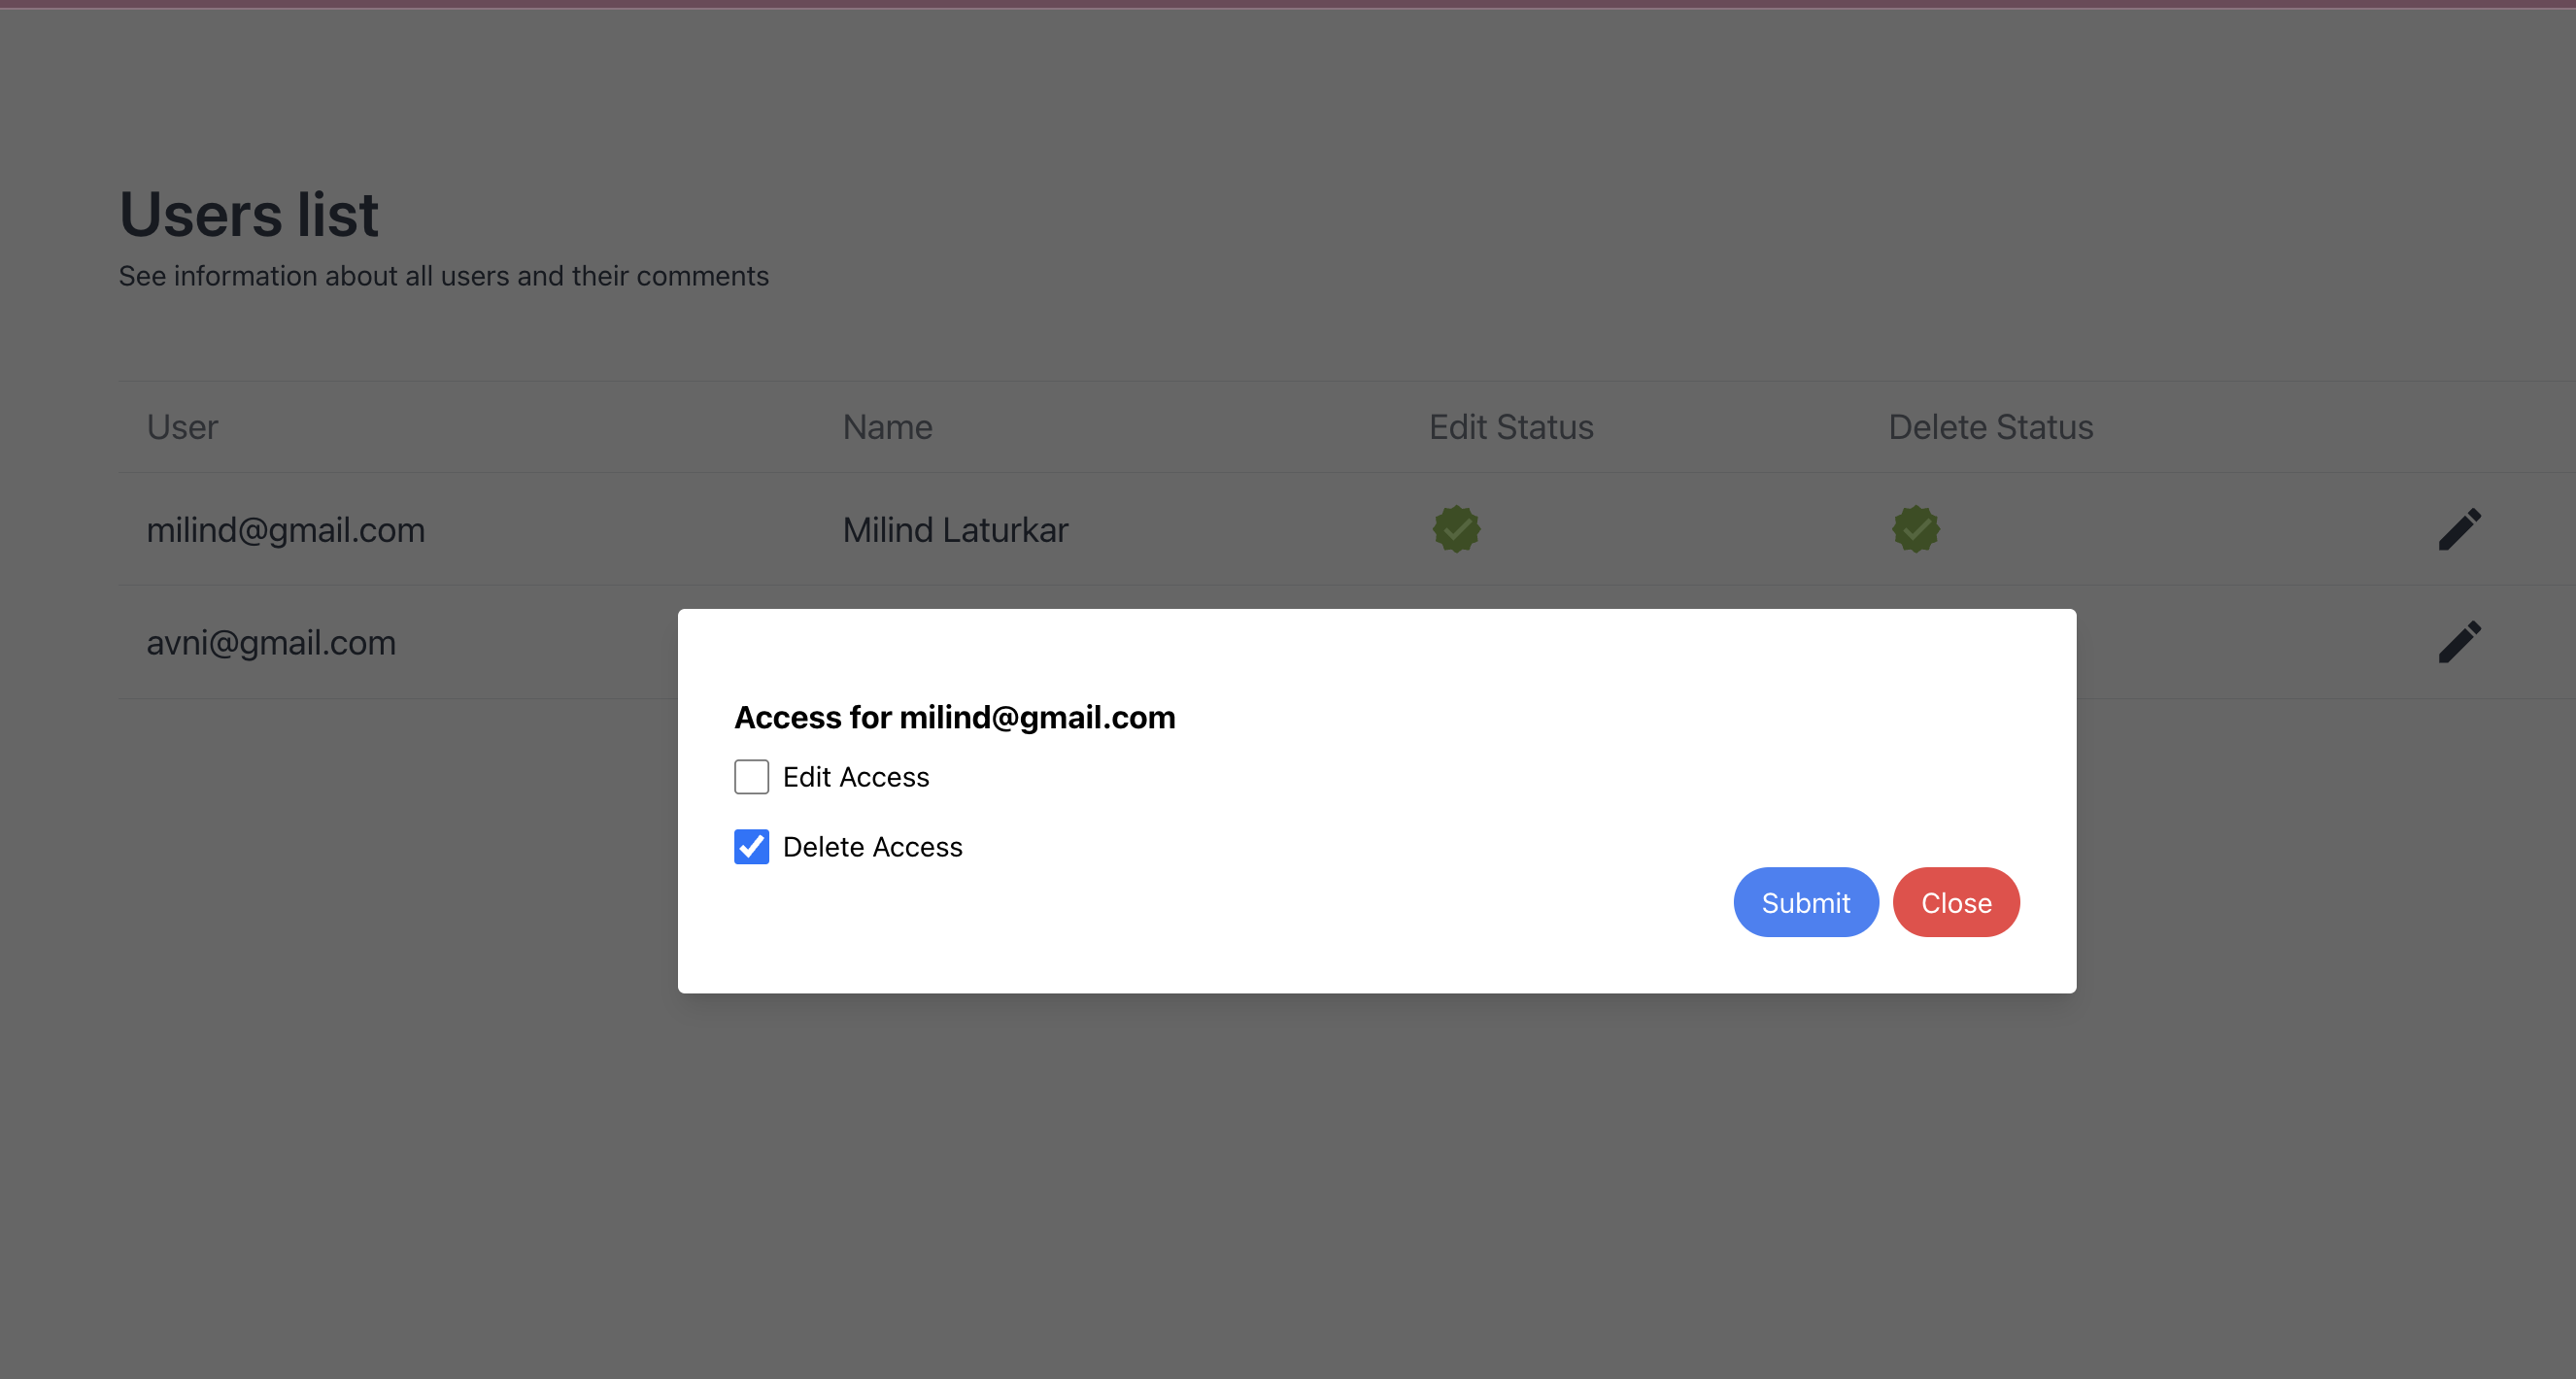 Users list
See information about all users and their comments
User Name Edit Status Delete Status
milind@gmail.com Milind Laturkar
avni@gmail.com
Access for milind@gmail.com
Edit Access
Delete Access
Submit Close